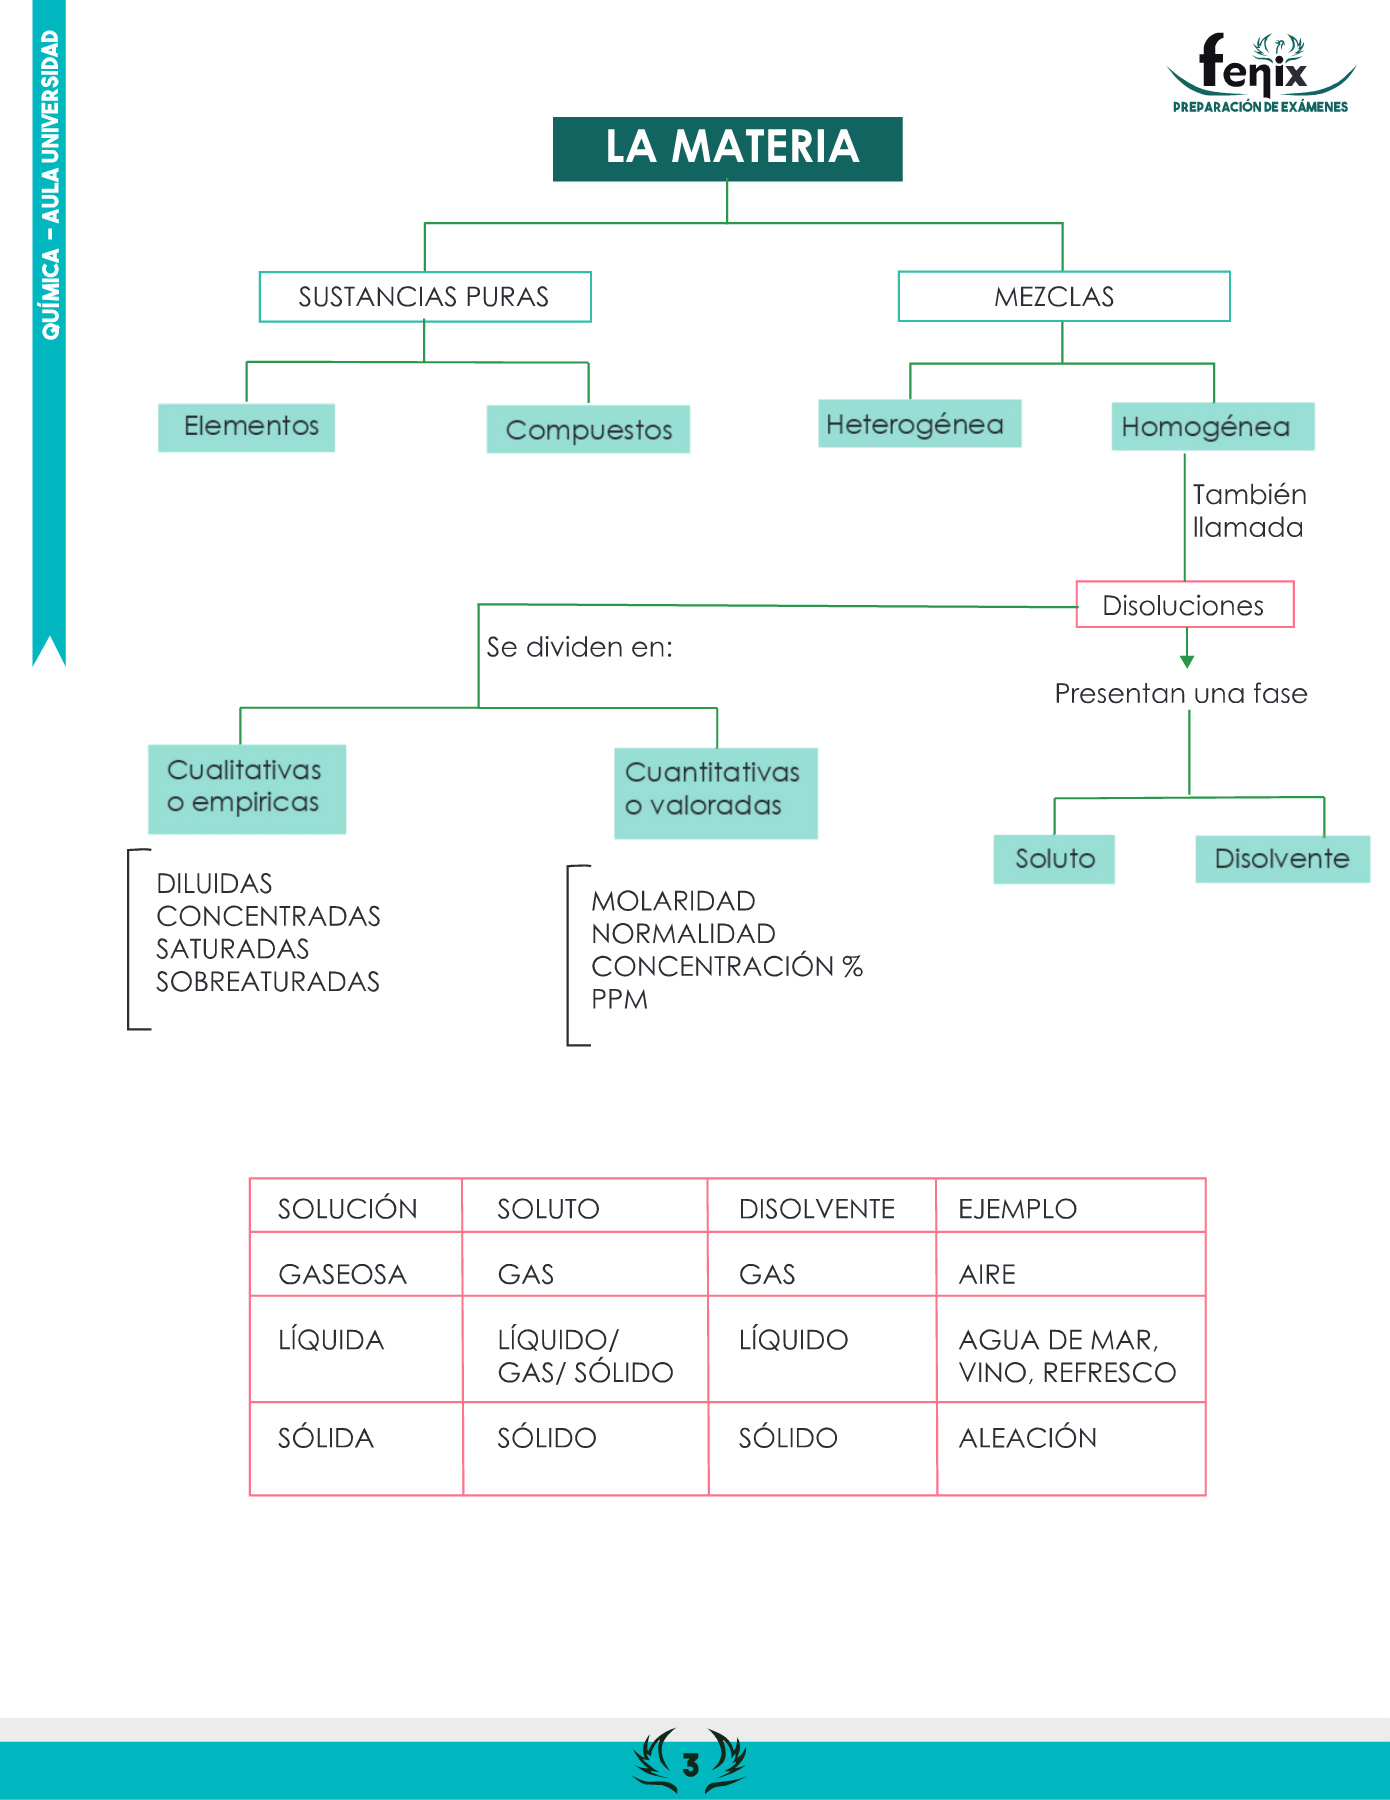 QUÍMICA - AULA UNIVERSIDAD
fenix
PREPARACIÓN DE EXÁMENES
LA MATERIA
SUSTANCIAS PURAS
MEZCLAS
Elementos
Compuestos
Heterogénea
Homogénea
También
llamada
Disoluciones
Se dividen en:
Presentan una fase
Cualitativas
o empiricas
Cuantitativas
o valoradas
Soluto
Disolvente
DILUIDAS
CONCENTRADAS
SATURADAS
SOBREATURADAS
MOLARIDAD
NORMALIDAD
CONCENTRACIÓN %
PPM
SOLUCIÓN SOLUTO DISOLVENTE EJEMPLO
GASEOSA GAS GAS AIRE
LÍQUIDA LÍQUIDO/ LÍQUIDO AGUA DE MAR,
GAS/ SÓLIDO VINO, REFRESCO
SÓLIDA SÓLIDO SÓLIDO ALEACIÓN
3